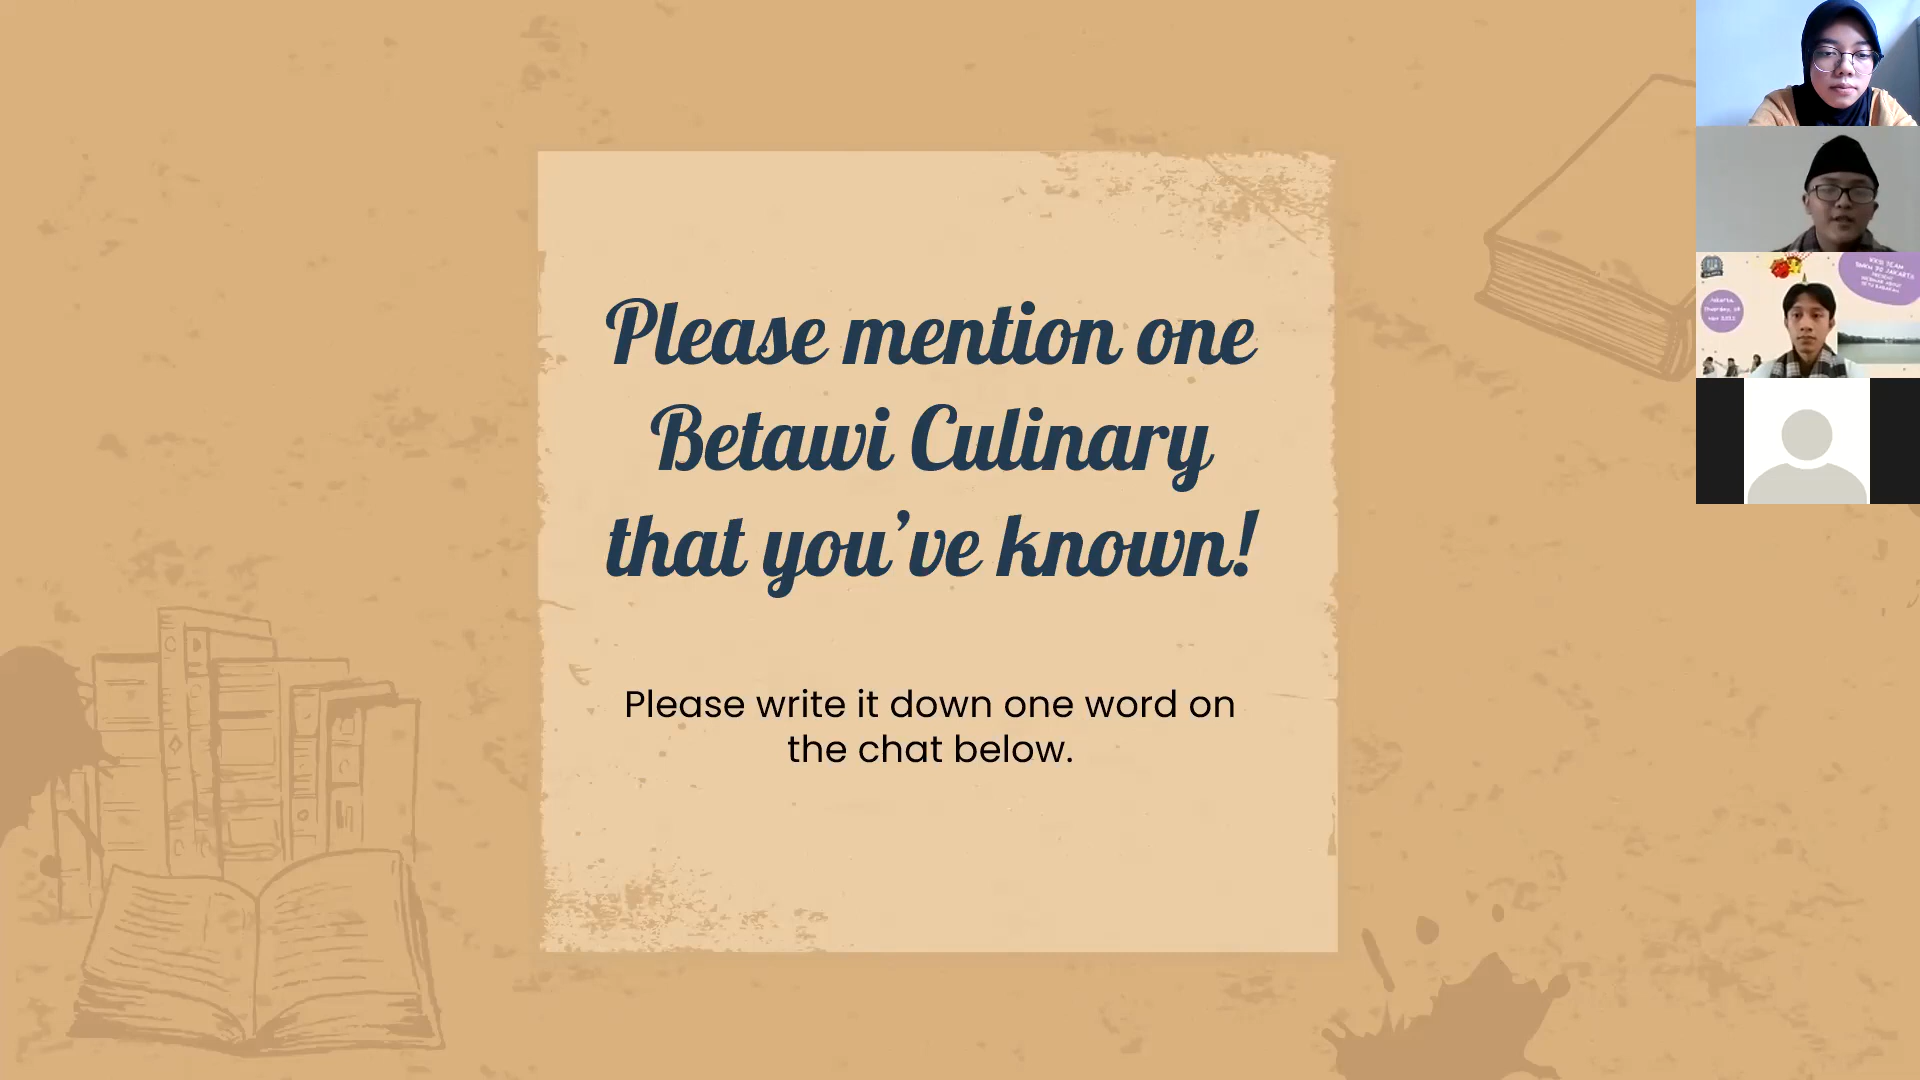 Please mention one
Betawi Culinary
that you've known!
Please write it down one word on
the chat below.
Jakarta,